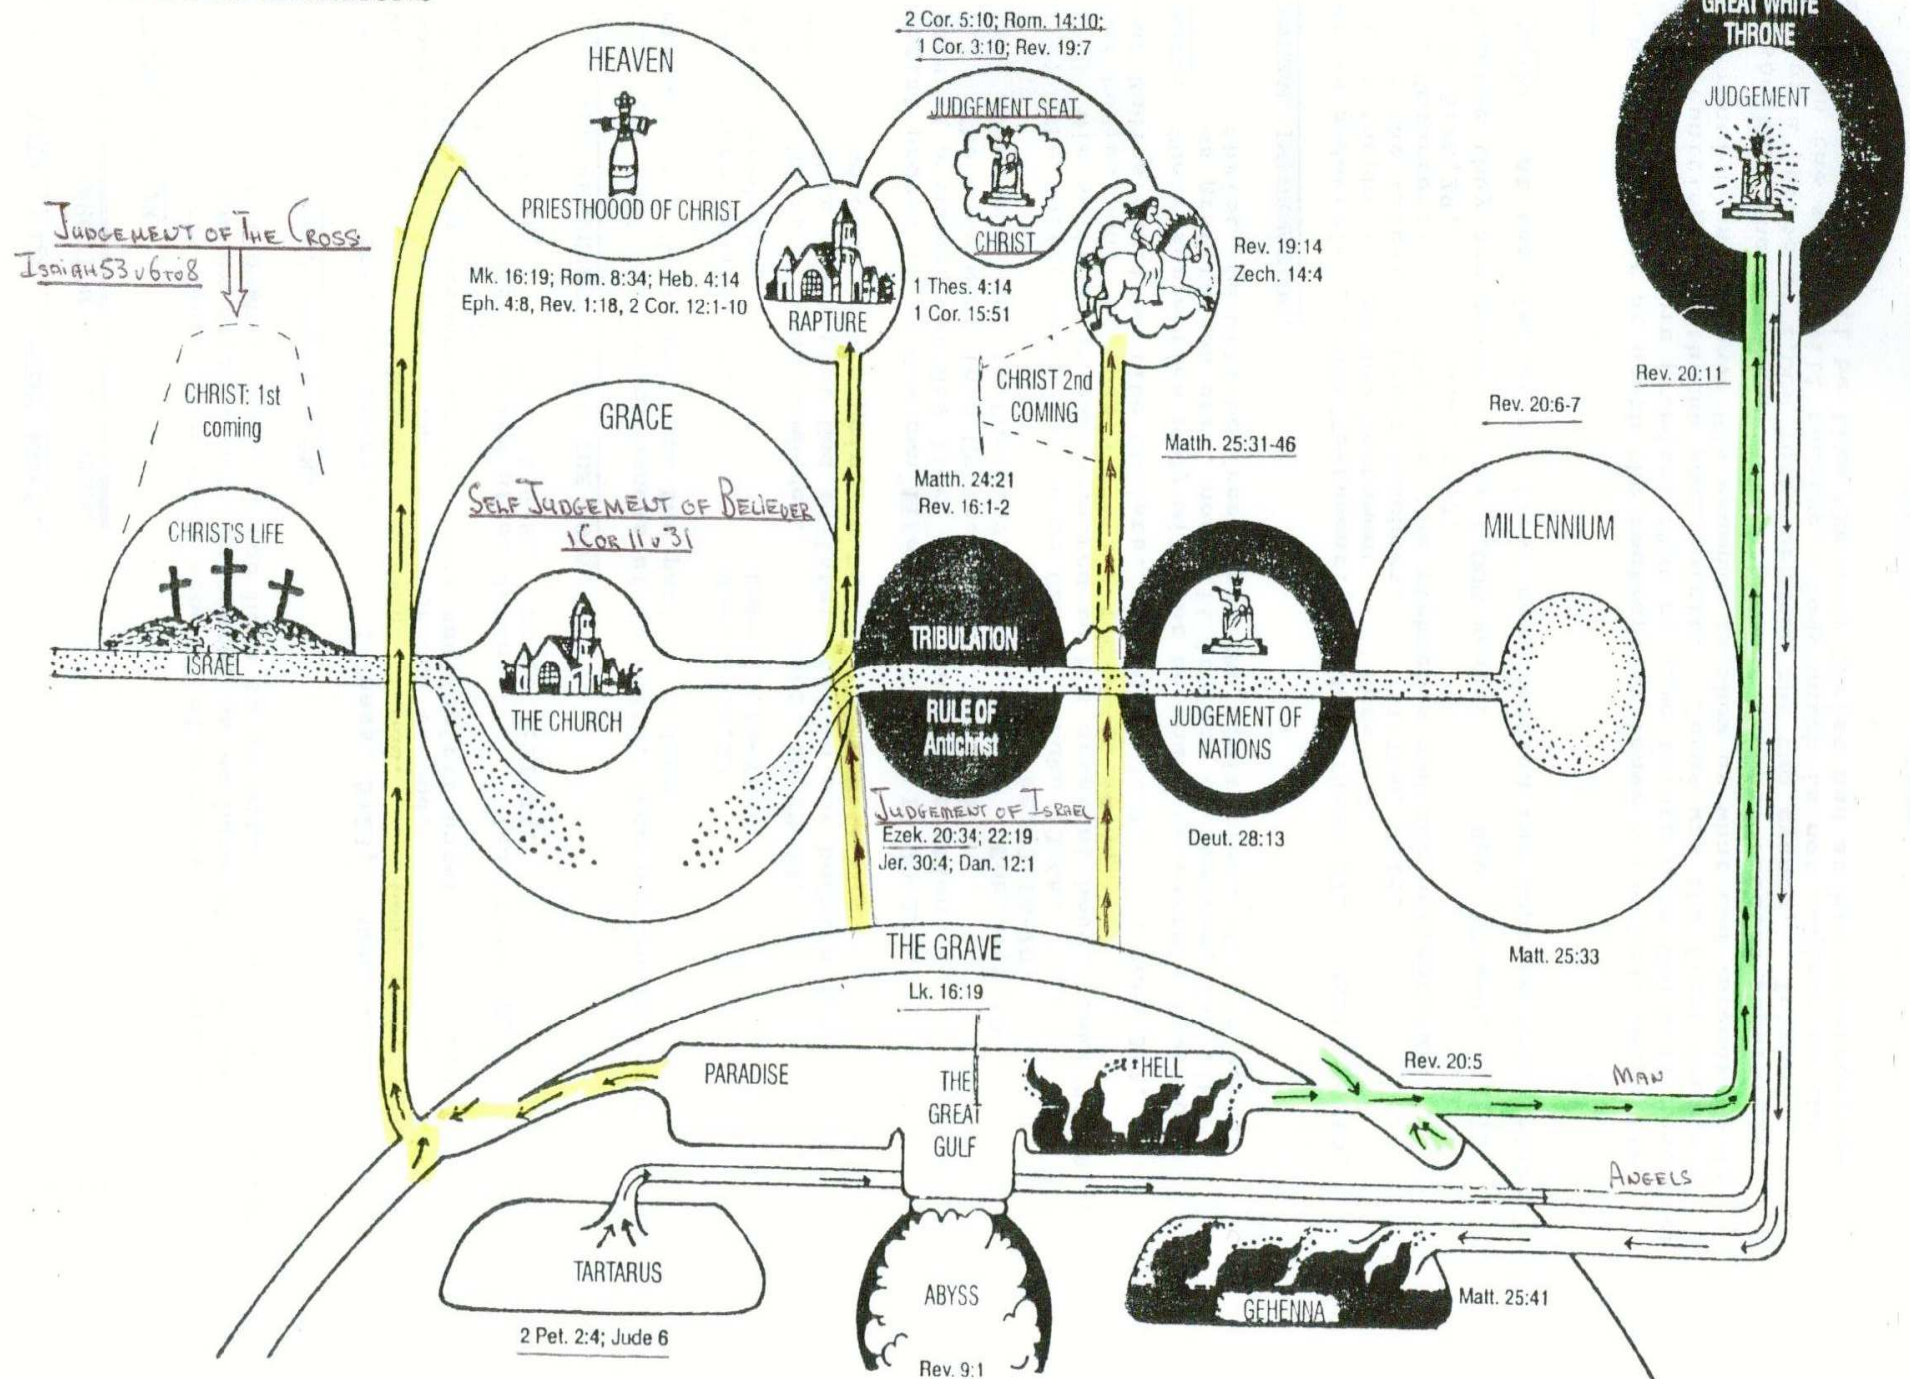 2 Cor. 5:10; Rom. 14:10;
1 Cor. 3:10; Rev. 19:7
GREAT WHITE
THRONE
JUDGEMENT
HEAVEN
PRIESTHOOOD OF CHRIST
Mk. 16:19; Rom. 8:34; Heb. 4:14
Eph. 4:8, Rev. 1:18, 2 Cor. 12:1-10
JUDGEMENT SEAT
CHRIST
RAPTURE
1 Thes. 4:14
1 Cor. 15:51
Rev. 19:14
Zech. 14:4
JUDGEMENT OF THE CROSS
ISAIAH 53 v 6 TO 8
CHRIST: 1st
coming
CHRIST'S LIFE
ISRAEL
GRACE
SELF JUDGEMENT OF BELIEVER
1 COR 11 v 31
THE CHURCH
CHRIST 2nd
COMING
Matth. 24:21
Rev. 16:1-2
TRIBULATION
RULE OF
Antichrist
JUDGEMENT OF ISRAEL
Ezek. 20:34; 22:19
Jer. 30:4; Dan. 12:1
Matth. 25:31-46
JUDGEMENT OF
NATIONS
Deut. 28:13
Rev. 20:6-7
MILLENNIUM
Matt. 25:33
Rev. 20:11
THE GRAVE
Lk. 16:19
PARADISE
THE
GREAT
GULF
HELL
Rev. 20:5
MAN
ANGELS
TARTARUS
2 Pet. 2:4; Jude 6
ABYSS
Rev. 9:1
GEHENNA
Matt. 25:41